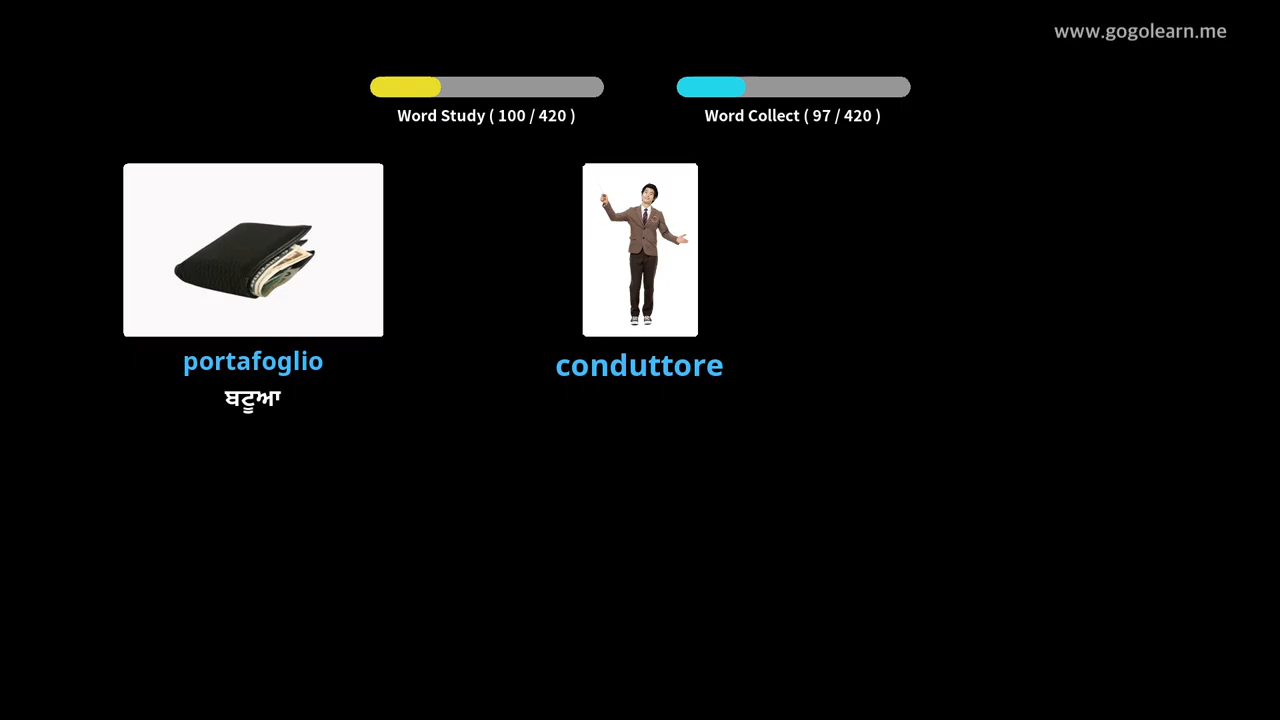 www.gogolearn.me
Word Study ( 100 / 420 )
Word Collect ( 97 / 420 )
portafoglio
ਬਟੂਆ
conduttore